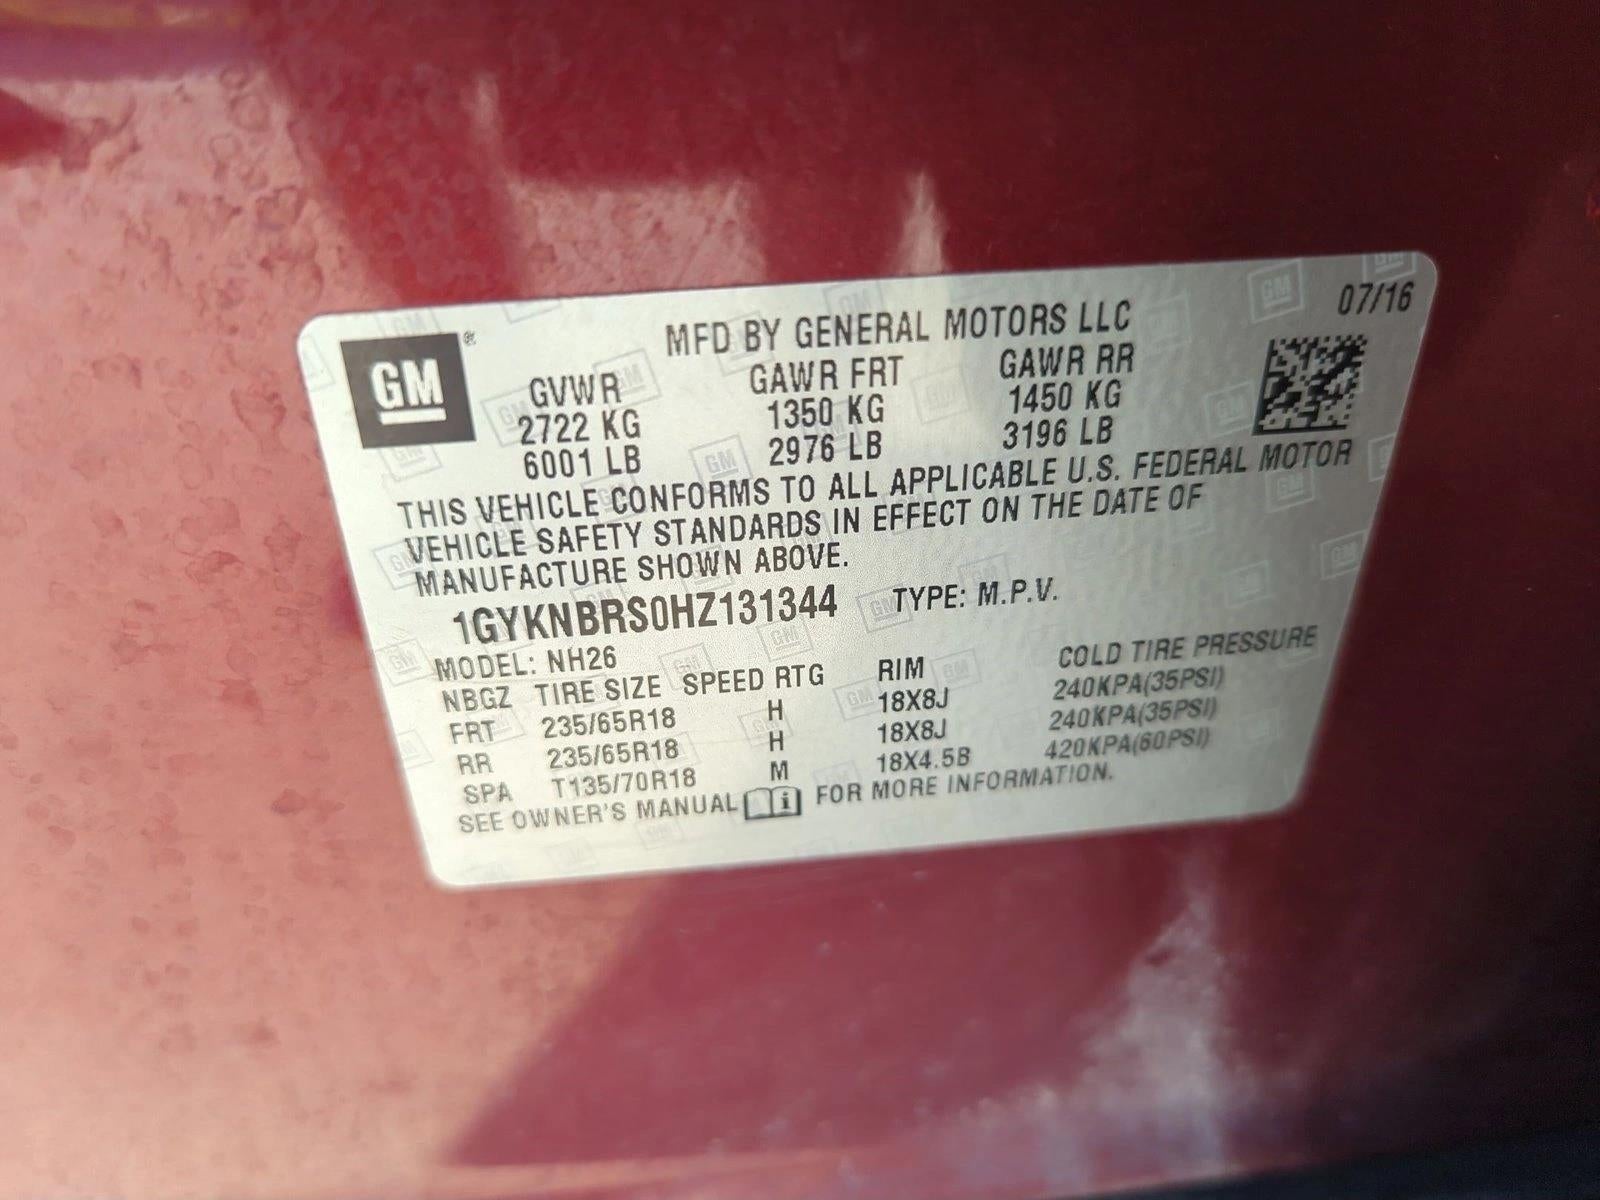 GM
®
MFD BY GENERAL MOTORS LLC
07/16
GVWR GAWR FRT GAWR RR
2722 KG 1350 KG 1450 KG
6001 LB 2976 LB 3196 LB
THIS VEHICLE CONFORMS TO ALL APPLICABLE U.S. FEDERAL MOTOR
VEHICLE SAFETY STANDARDS IN EFFECT ON THE DATE OF
MANUFACTURE SHOWN ABOVE.
1GYKNBRS0HZ131344 TYPE: M.P.V.
MODEL: NH26
NBGZ TIRE SIZE SPEED RTG RIM COLD TIRE PRESSURE
FRT 235/65R18 H 18X8J 240KPA(35PSI)
RR 235/65R18 H 18X8J 240KPA(35PSI)
SPA T135/70R18 M 18X4.5B 420KPA(60PSI)
SEE OWNER'S MANUAL i FOR MORE INFORMATION.